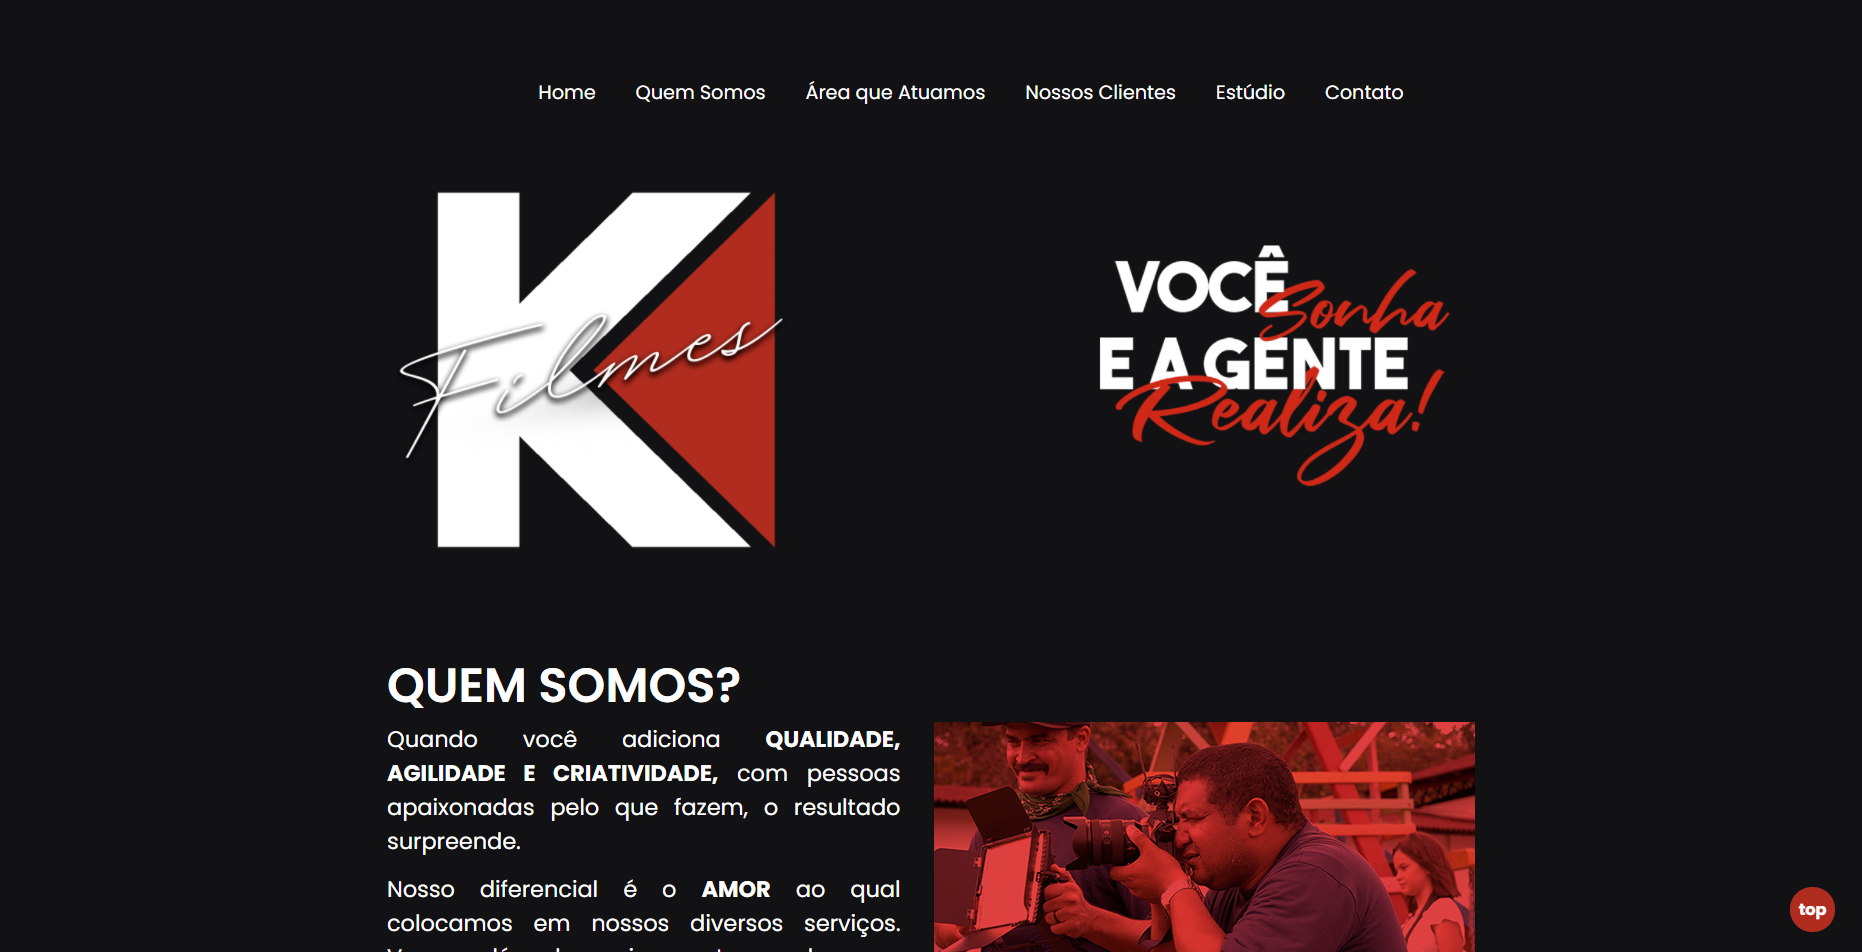 Home Quem Somos Área que Atuamos Nossos Clientes Estúdio Contato
K
Filmes
VOCÊ Sonha
E A GENTE
Realiza!
QUEM SOMOS?
Quando você adiciona QUALIDADE,
AGILIDADE E CRIATIVIDADE, com pessoas
apaixonadas pelo que fazem, o resultado
surpreende.
Nosso diferencial é o AMOR ao qual
colocamos em nossos diversos serviços.
top